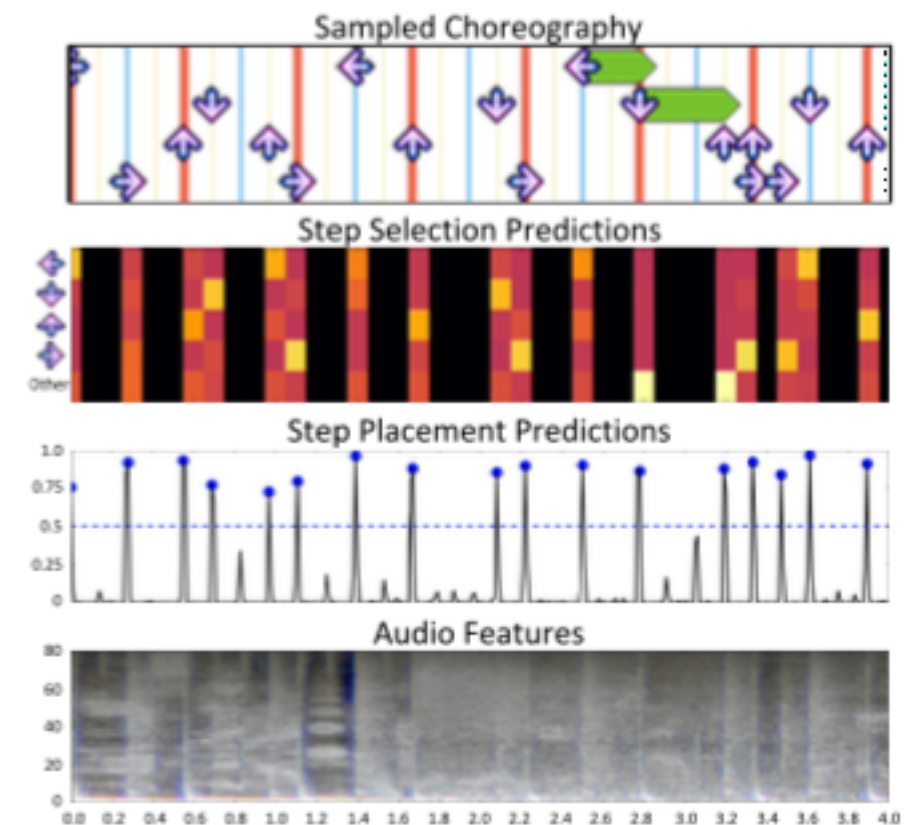 Sampled Choreography
Step Selection Predictions
Other
Step Placement Predictions
1.0
0.75
0.5
0.25
0
Audio Features
80
60
40
20
0
0.0 0.2 0.4 0.6 0.8 1.0 1.2 1.4 1.6 1.8 2.0 2.2 2.4 2.6 2.8 3.0 3.2 3.4 3.6 3.8 4.0